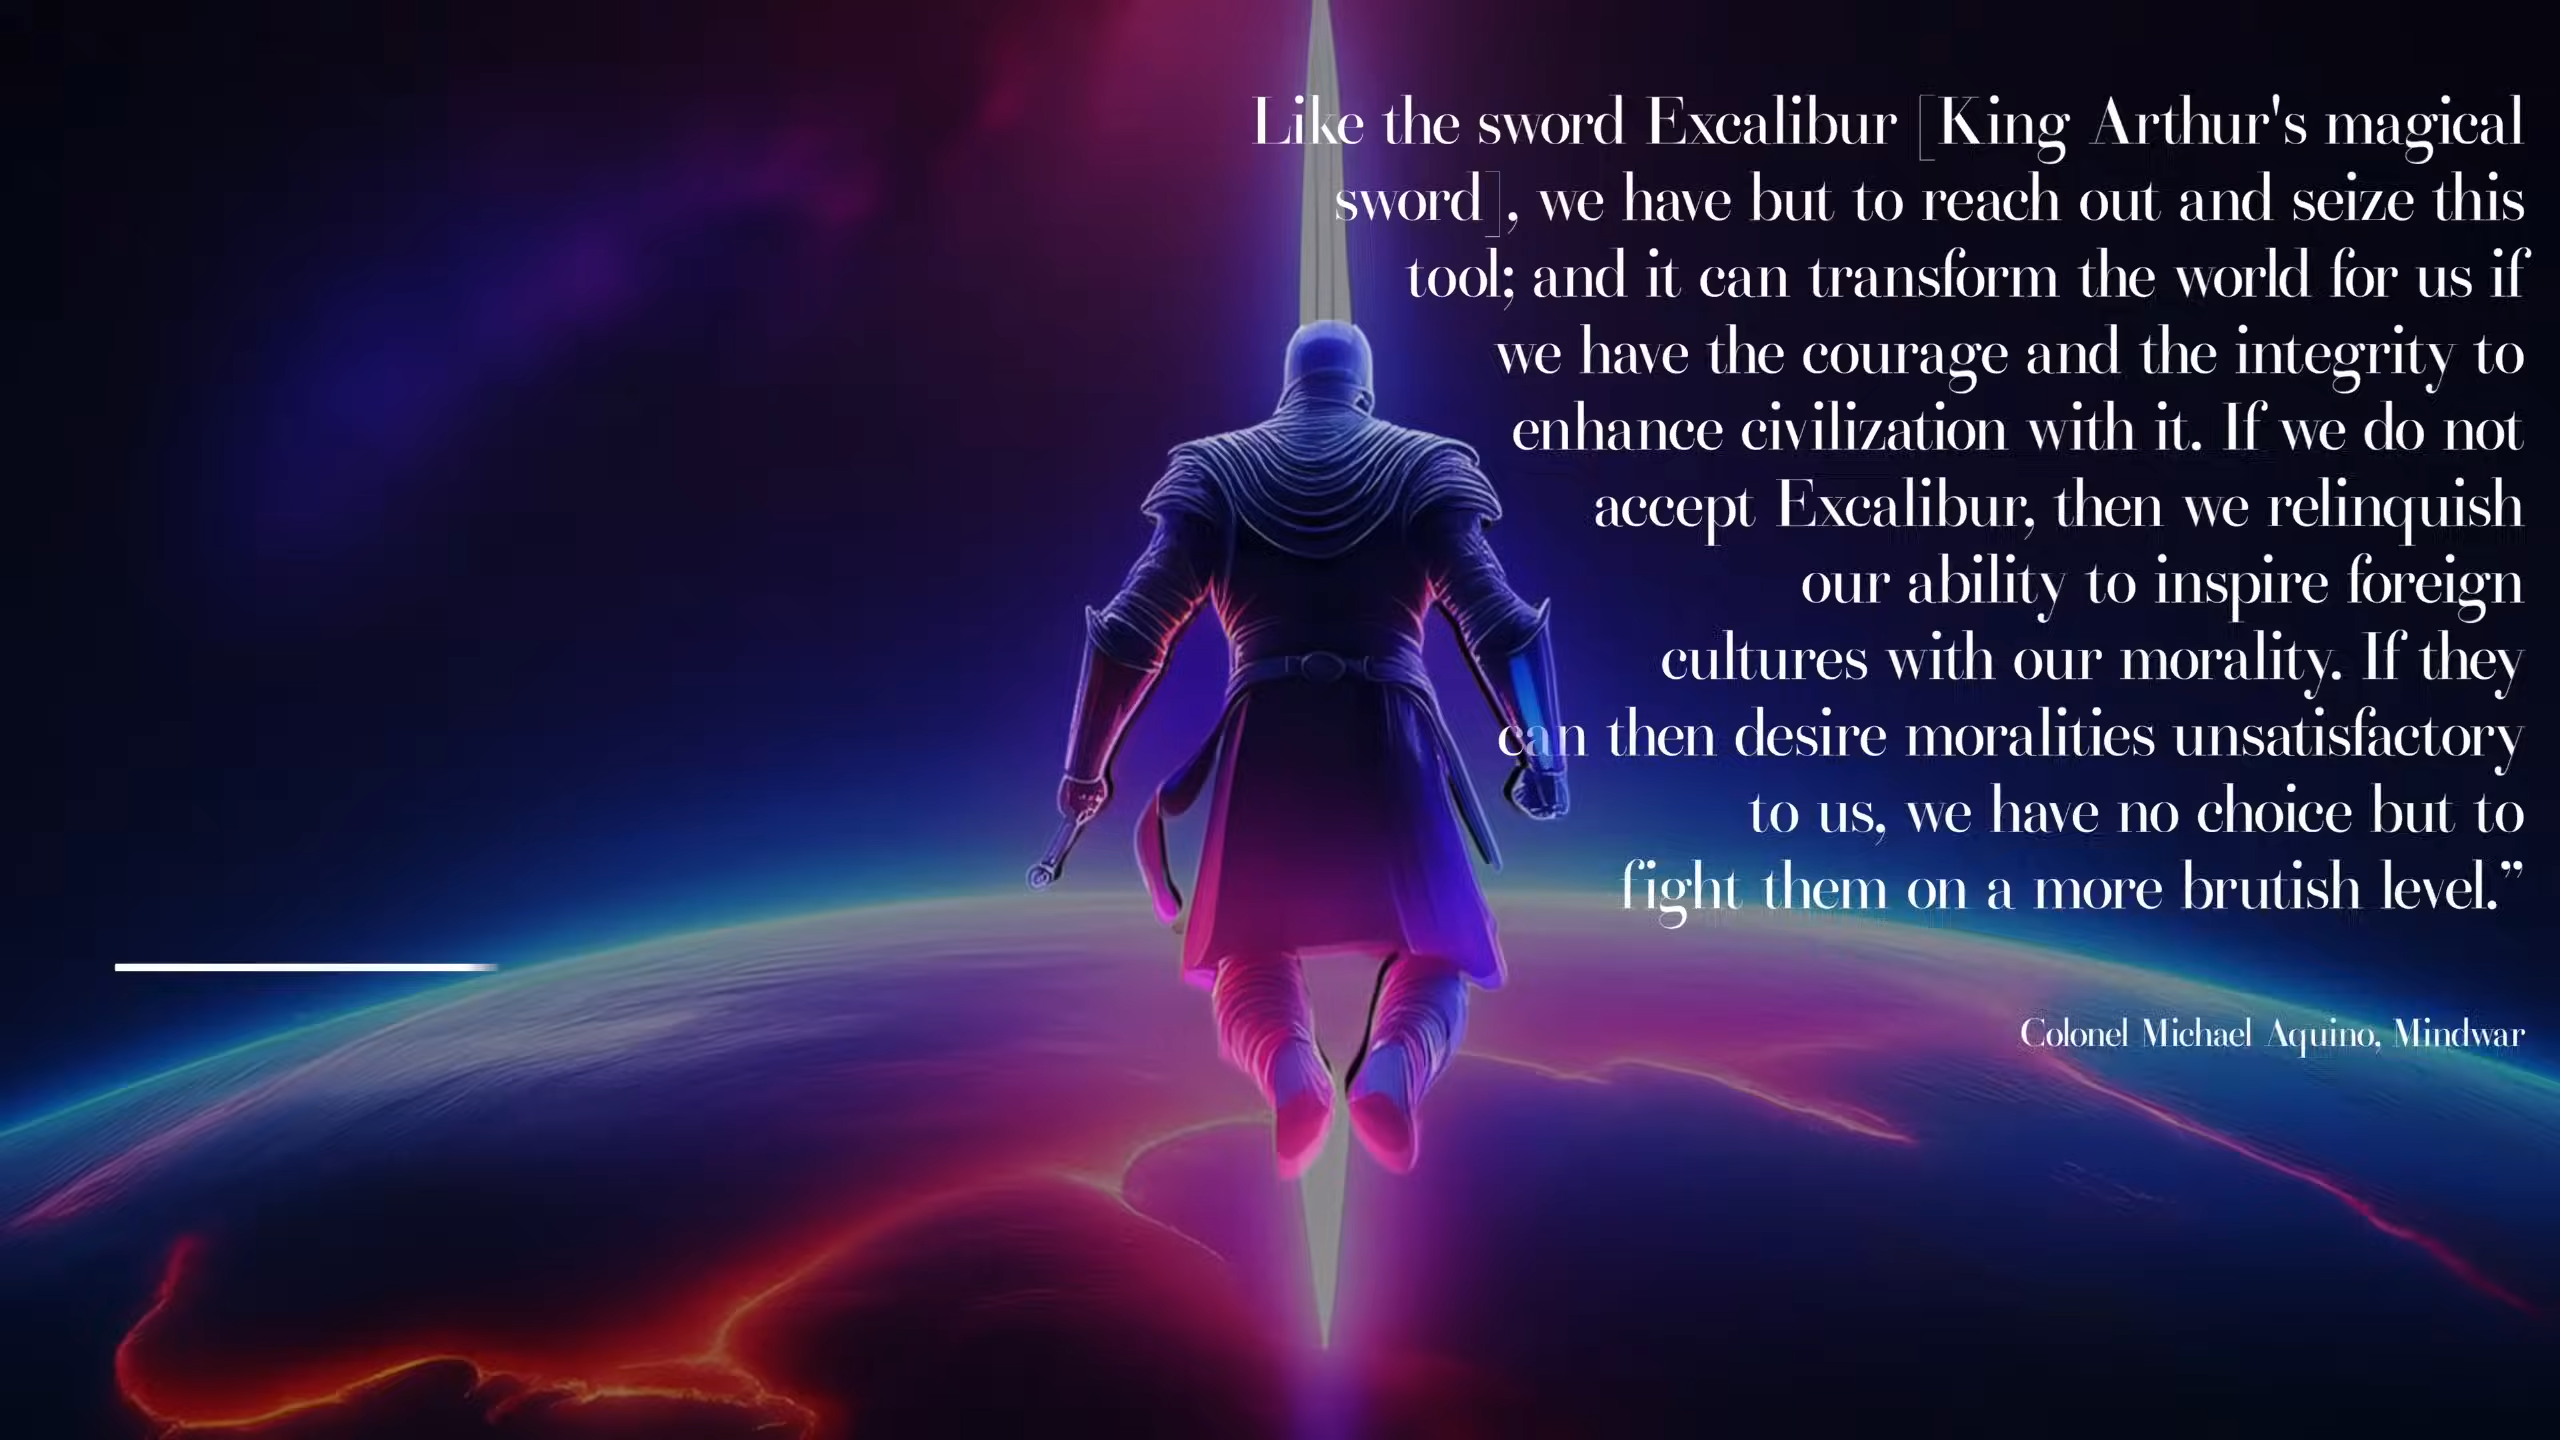 Like the sword Excalibur [King Arthur's magical
sword], we have but to reach out and seize this
tool; and it can transform the world for us if
we have the courage and the integrity to
enhance civilization with it. If we do not
accept Excalibur, then we relinquish
our ability to inspire foreign
cultures with our morality. If they
can then desire moralities unsatisfactory
to us, we have no choice but to
fight them on a more brutish level.”
Colonel Michael Aquino, Mindwar